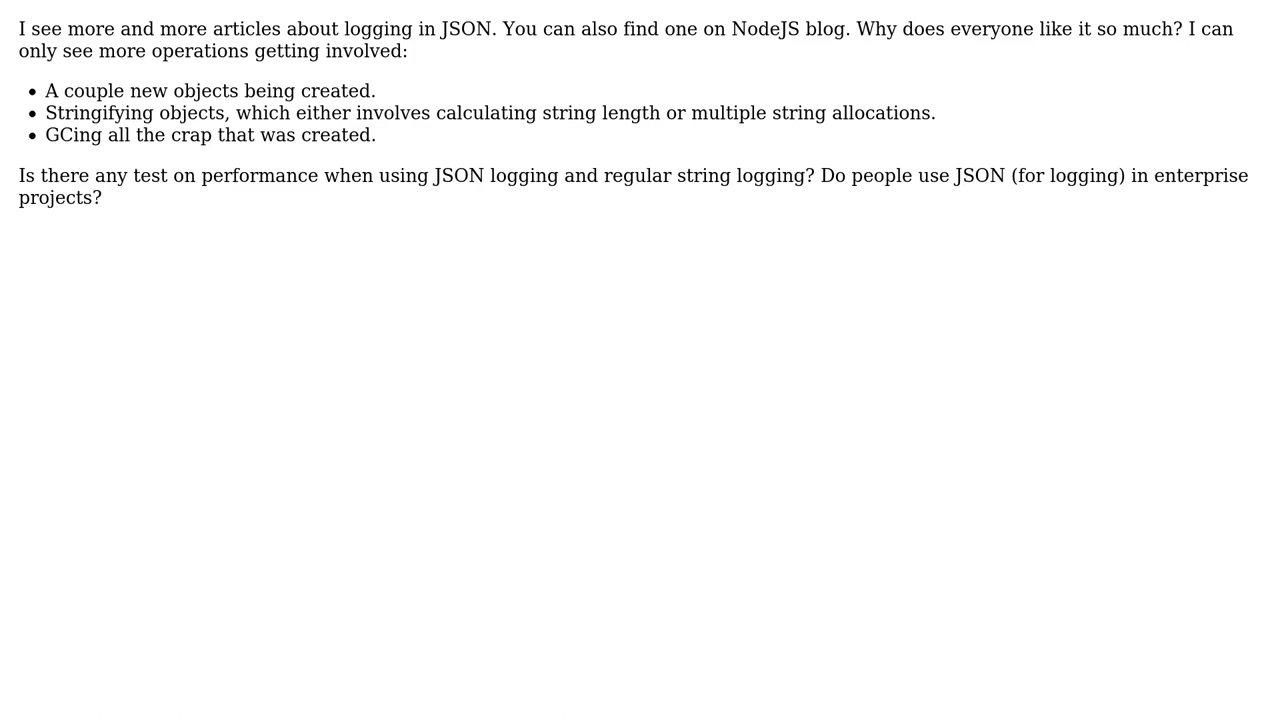 I see more and more articles about logging in JSON. You can also find one on NodeJS blog. Why does everyone like it so much? I can
only see more operations getting involved:
• A couple new objects being created.
• Stringifying objects, which either involves calculating string length or multiple string allocations.
• GCing all the crap that was created.
Is there any test on performance when using JSON logging and regular string logging? Do people use JSON (for logging) in enterprise
projects?